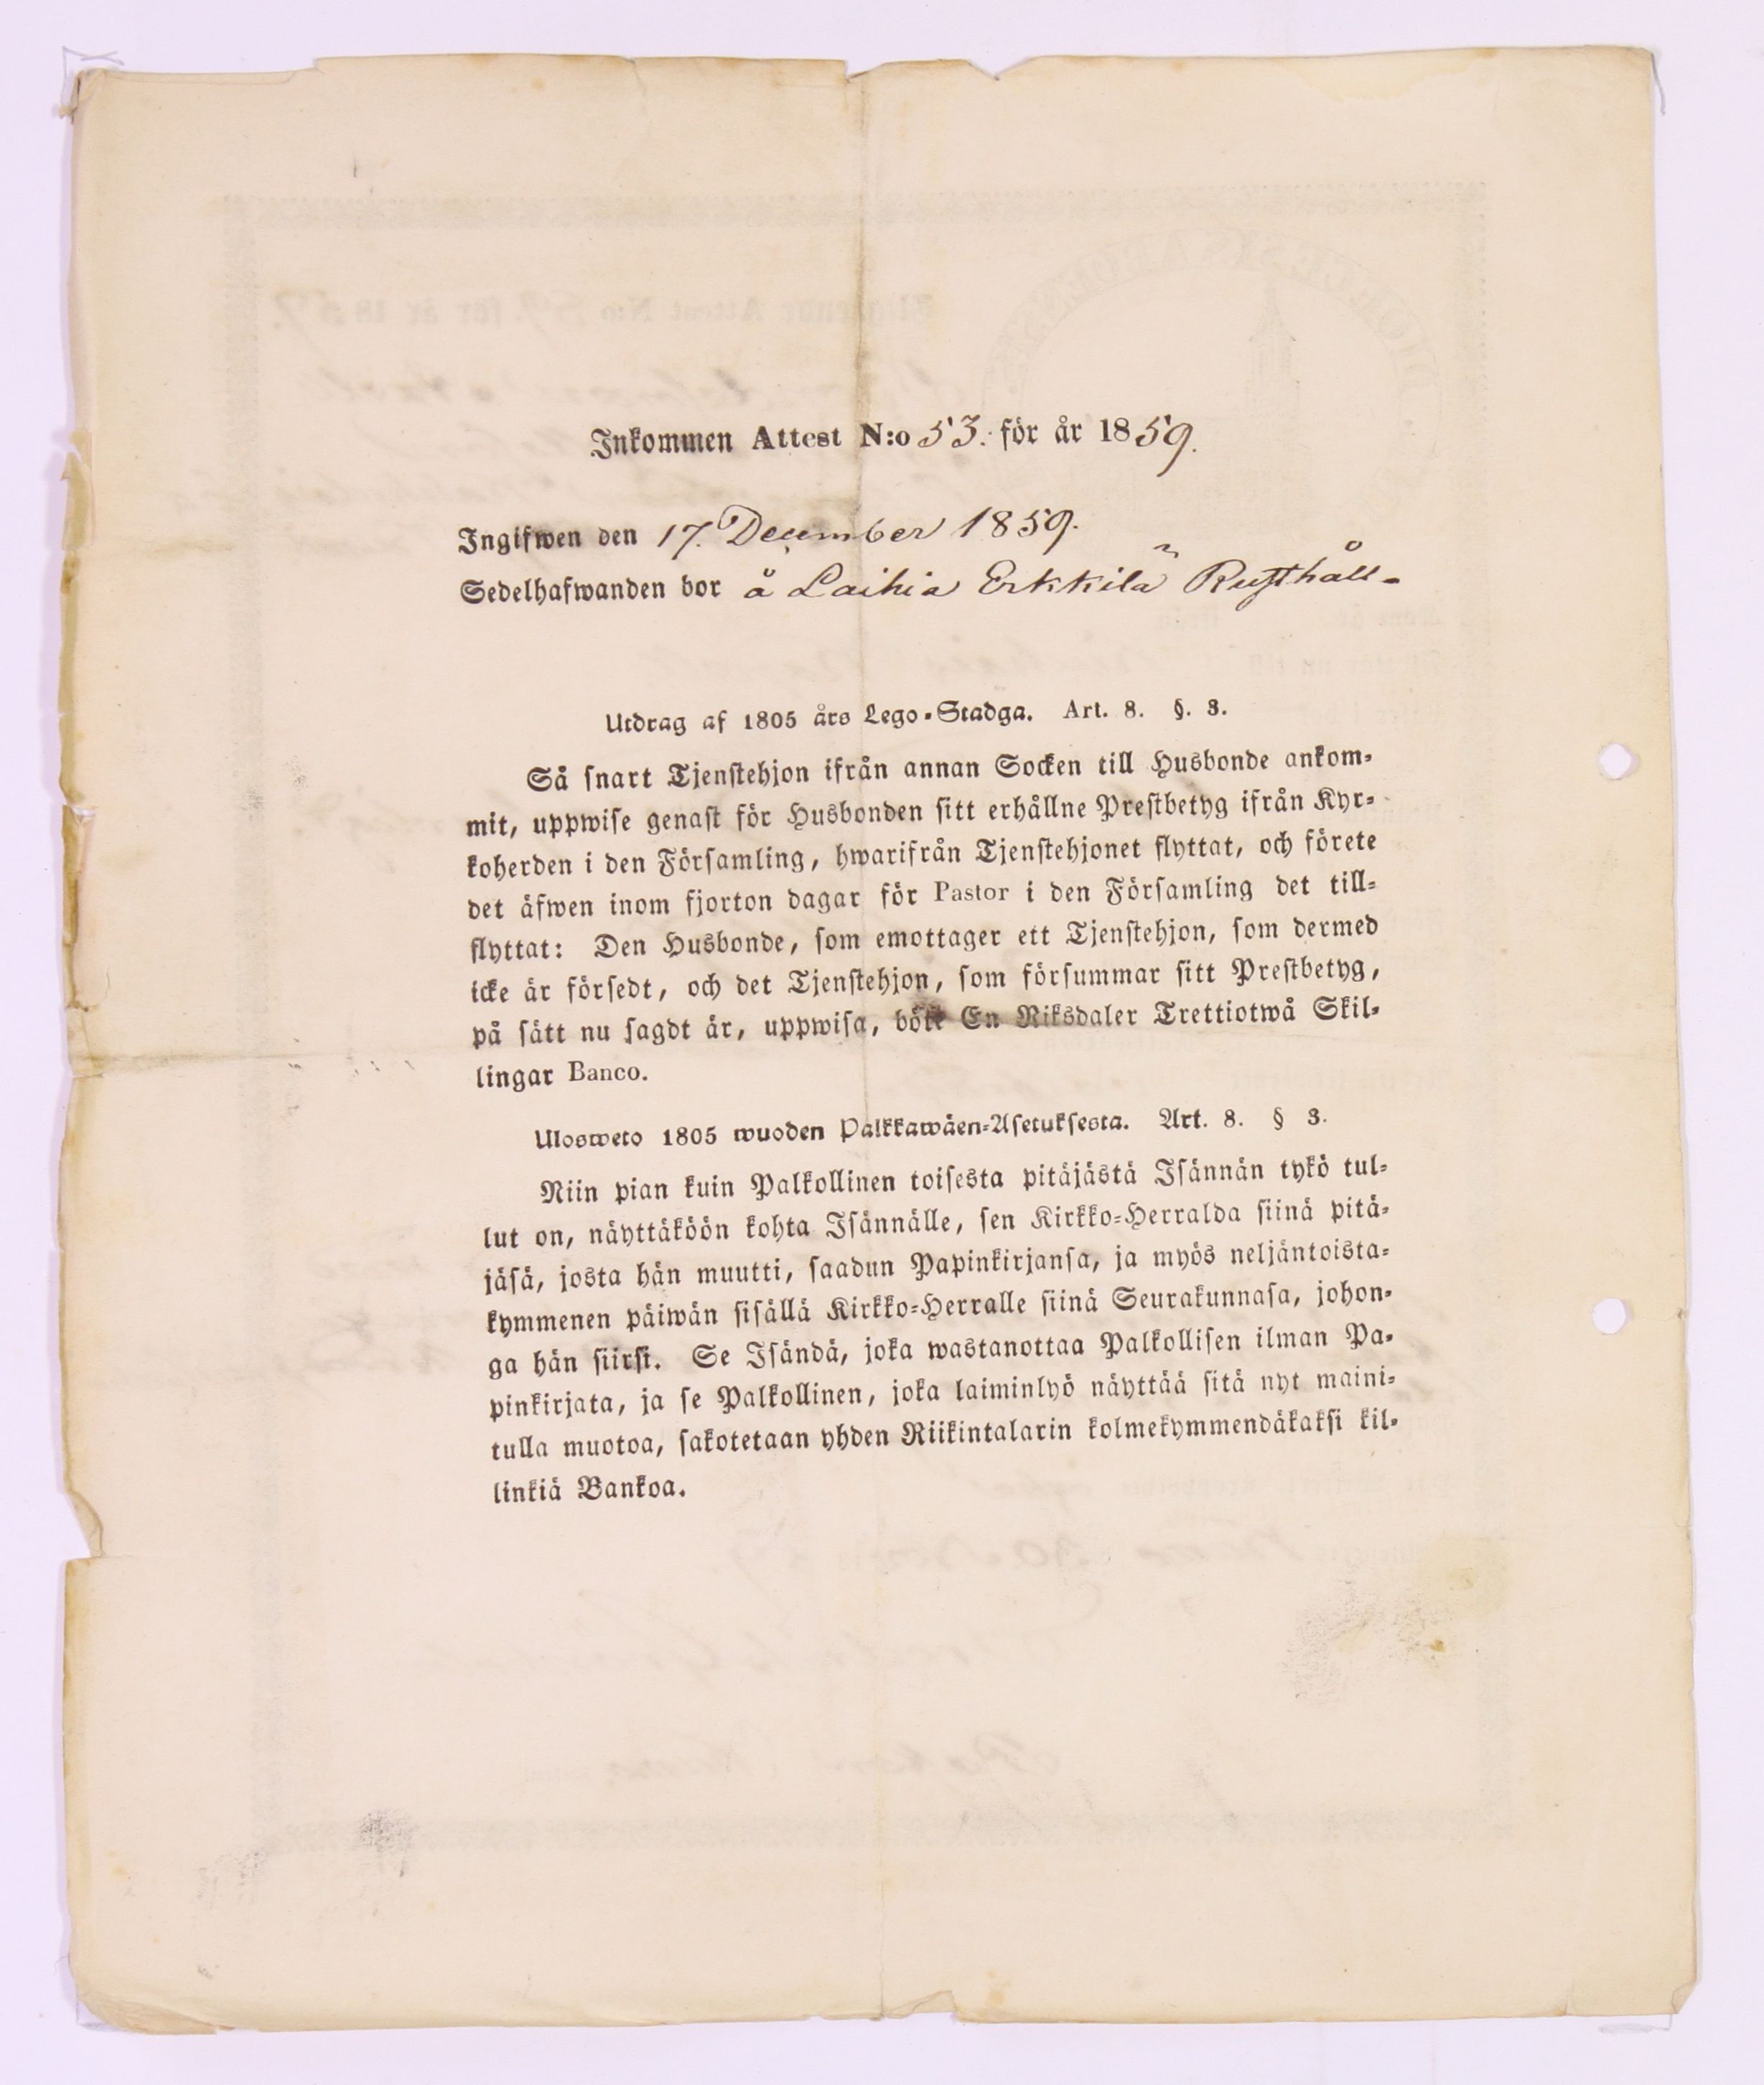 Inkommen Attest N:o 53. för år 1859.
Ingifwen den 17. December 1859.
Sedelhafwanden bor å Laihia Erkkilä Rusthåll.
Utdrag af 1805 års Lego-Stadga. Art. 8. §. 3.
Så snart Tjenstehjon ifrån annan Socken till Husbonde ankom-
mit, uppwise genast för Husbonden sitt erhållne Prestbetyg ifrån Kyr-
koherden i den Församling, hwarifrån Tjenstehjonet flyttat, och förete
det äfwen inom fjorton dagar för Pastor i den Församling det till-
flyttat: Den Husbonde, som emottager ett Tjenstehjon, som dermed
icke är försedt, och det Tjenstehjon, som försummar sitt Prestbetyg,
på sätt nu sagdt är, uppwisa, böte En Riksdaler Trettiotwå Skil-
lingar Banco.
Ulosweto 1805 wuoden Palkkawäen-Asetuksesta. Art. 8. § 3.
Niin pian kuin Palkollinen toisesta pitäjästä Isännän tykö tul-
lut on, näyttäköön kohta Isännälle, sen Kirkko-Herralda siinä pitä-
jäsä, josta hän muutti, saadun Papinkirjansa, ja myös neljäntoista-
kymmenen päiwän sisällä Kirkko-Herralle siinä Seurakunnasa, johon-
ga hän siirsi. Se Isändä, joka wastanottaa Palkollisen ilman Pa-
pinkirjata, ja se Palkollinen, joka laiminlyö näyttää sitä nyt maini-
tulla muotoa, sakotetaan yhden Riikintalarin kolmekymmendäkaksi kil-
linkiä Bankoa.